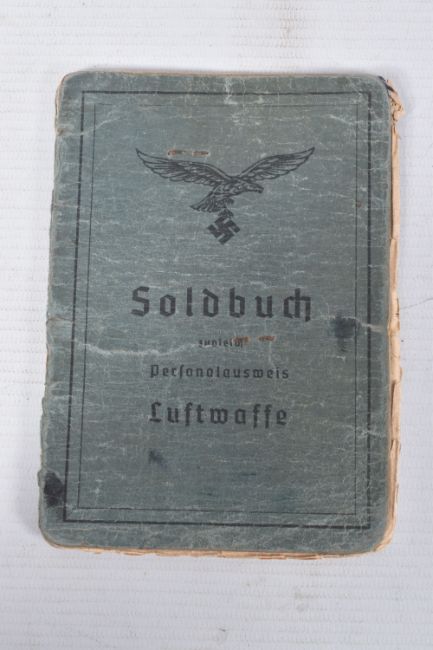 Soldbuch
zugleich
Personalausweis
Luftwaffe